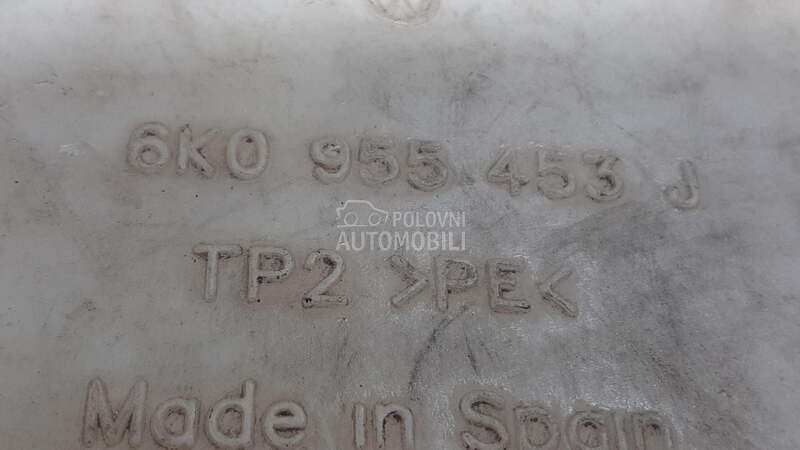 6K0 955 453 J
POLOVNI
AUTOMOBILI
TP2 >PE<
Made in Spain